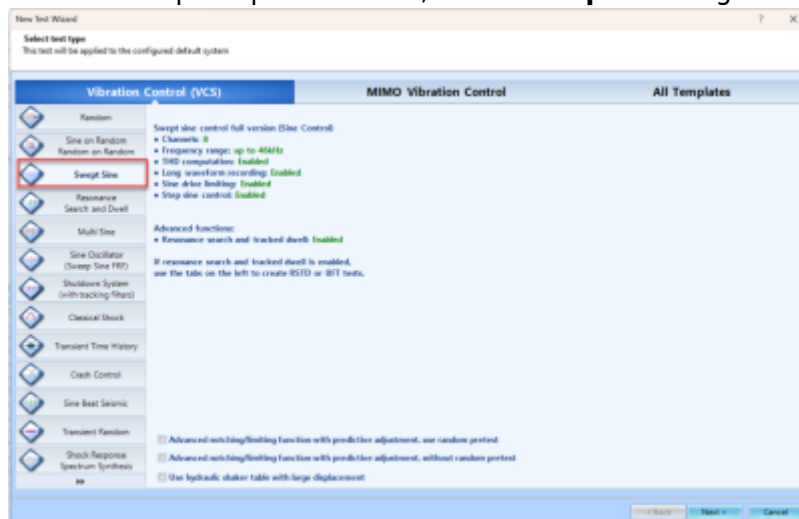 New Test Wizard
?
×
Select test type
This test will be applied to the configured default system
Vibration Control (VCS)
MIMO Vibration Control
All Templates
Random
Sine on Random
Random on Random
Swept Sine
Resonance
Search and Dwell
Multi Sine
Sine Oscillator
(Sweep Sine FRF)
Shutdown System
(with tracking filters)
Classical Shock
Transient Time History
Crash Control
Sine Beat Seismic
Transient Random
Shock Response
Spectrum Synthesis
Swept sine control full version (Sine Control)
Channels: 8
Frequency range: up to 46kHz
THD computation: Enabled
Long waveform recording: Enabled
Sine drive limiting: Enabled
Step sine control: Enabled
Advanced functions:
Resonance search and tracked dwell: Enabled
If resonance search and tracked dwell is enabled,
use the tabs on the left to create RSTD or BFT tests.
Advanced notching/limiting function with predictive adjustment, use random pretest
Advanced notching/limiting function with predictive adjustment, without random pretest
Use hydraulic shaker table with large displacement
< Back
Next >
Cancel